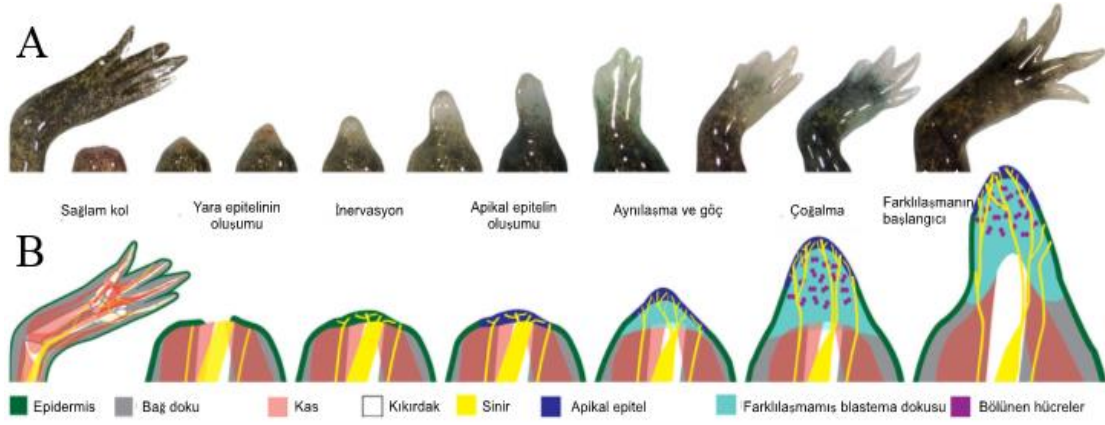 A
Sağlam kol
Yara epitelinin
oluşumu
İnervasyon
Apikal epitelin
oluşumu
Aynılaşma ve göç
Çoğalma
Farklılaşmanın
başlangıcı
B
Epidermis
Bağ doku
Kas
Kıkırdak
Sinir
Apikal epitel
Farklılaşmamış blastema dokusu
Bölünen hücreler